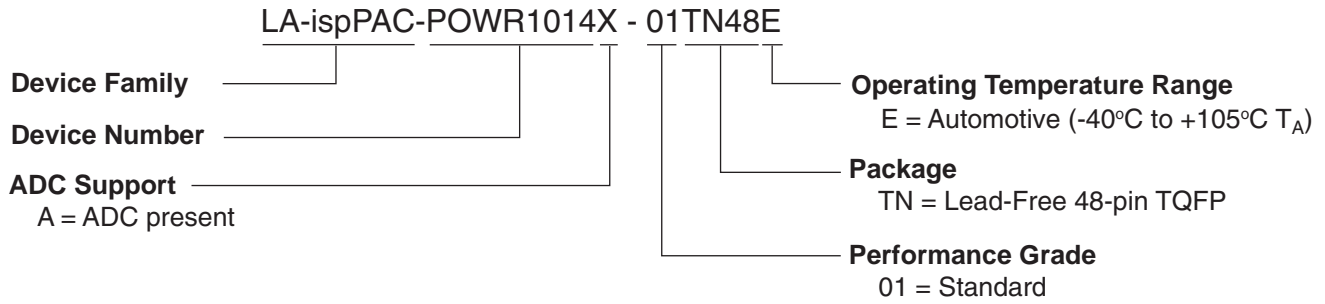 LA-ispPAC-POWR1014X - 01TN48E
Device Family
Device Number
ADC Support
A = ADC present
Operating Temperature Range
E = Automotive (-40°C to +105°C TA)
Package
TN = Lead-Free 48-pin TQFP
Performance Grade
01 = Standard